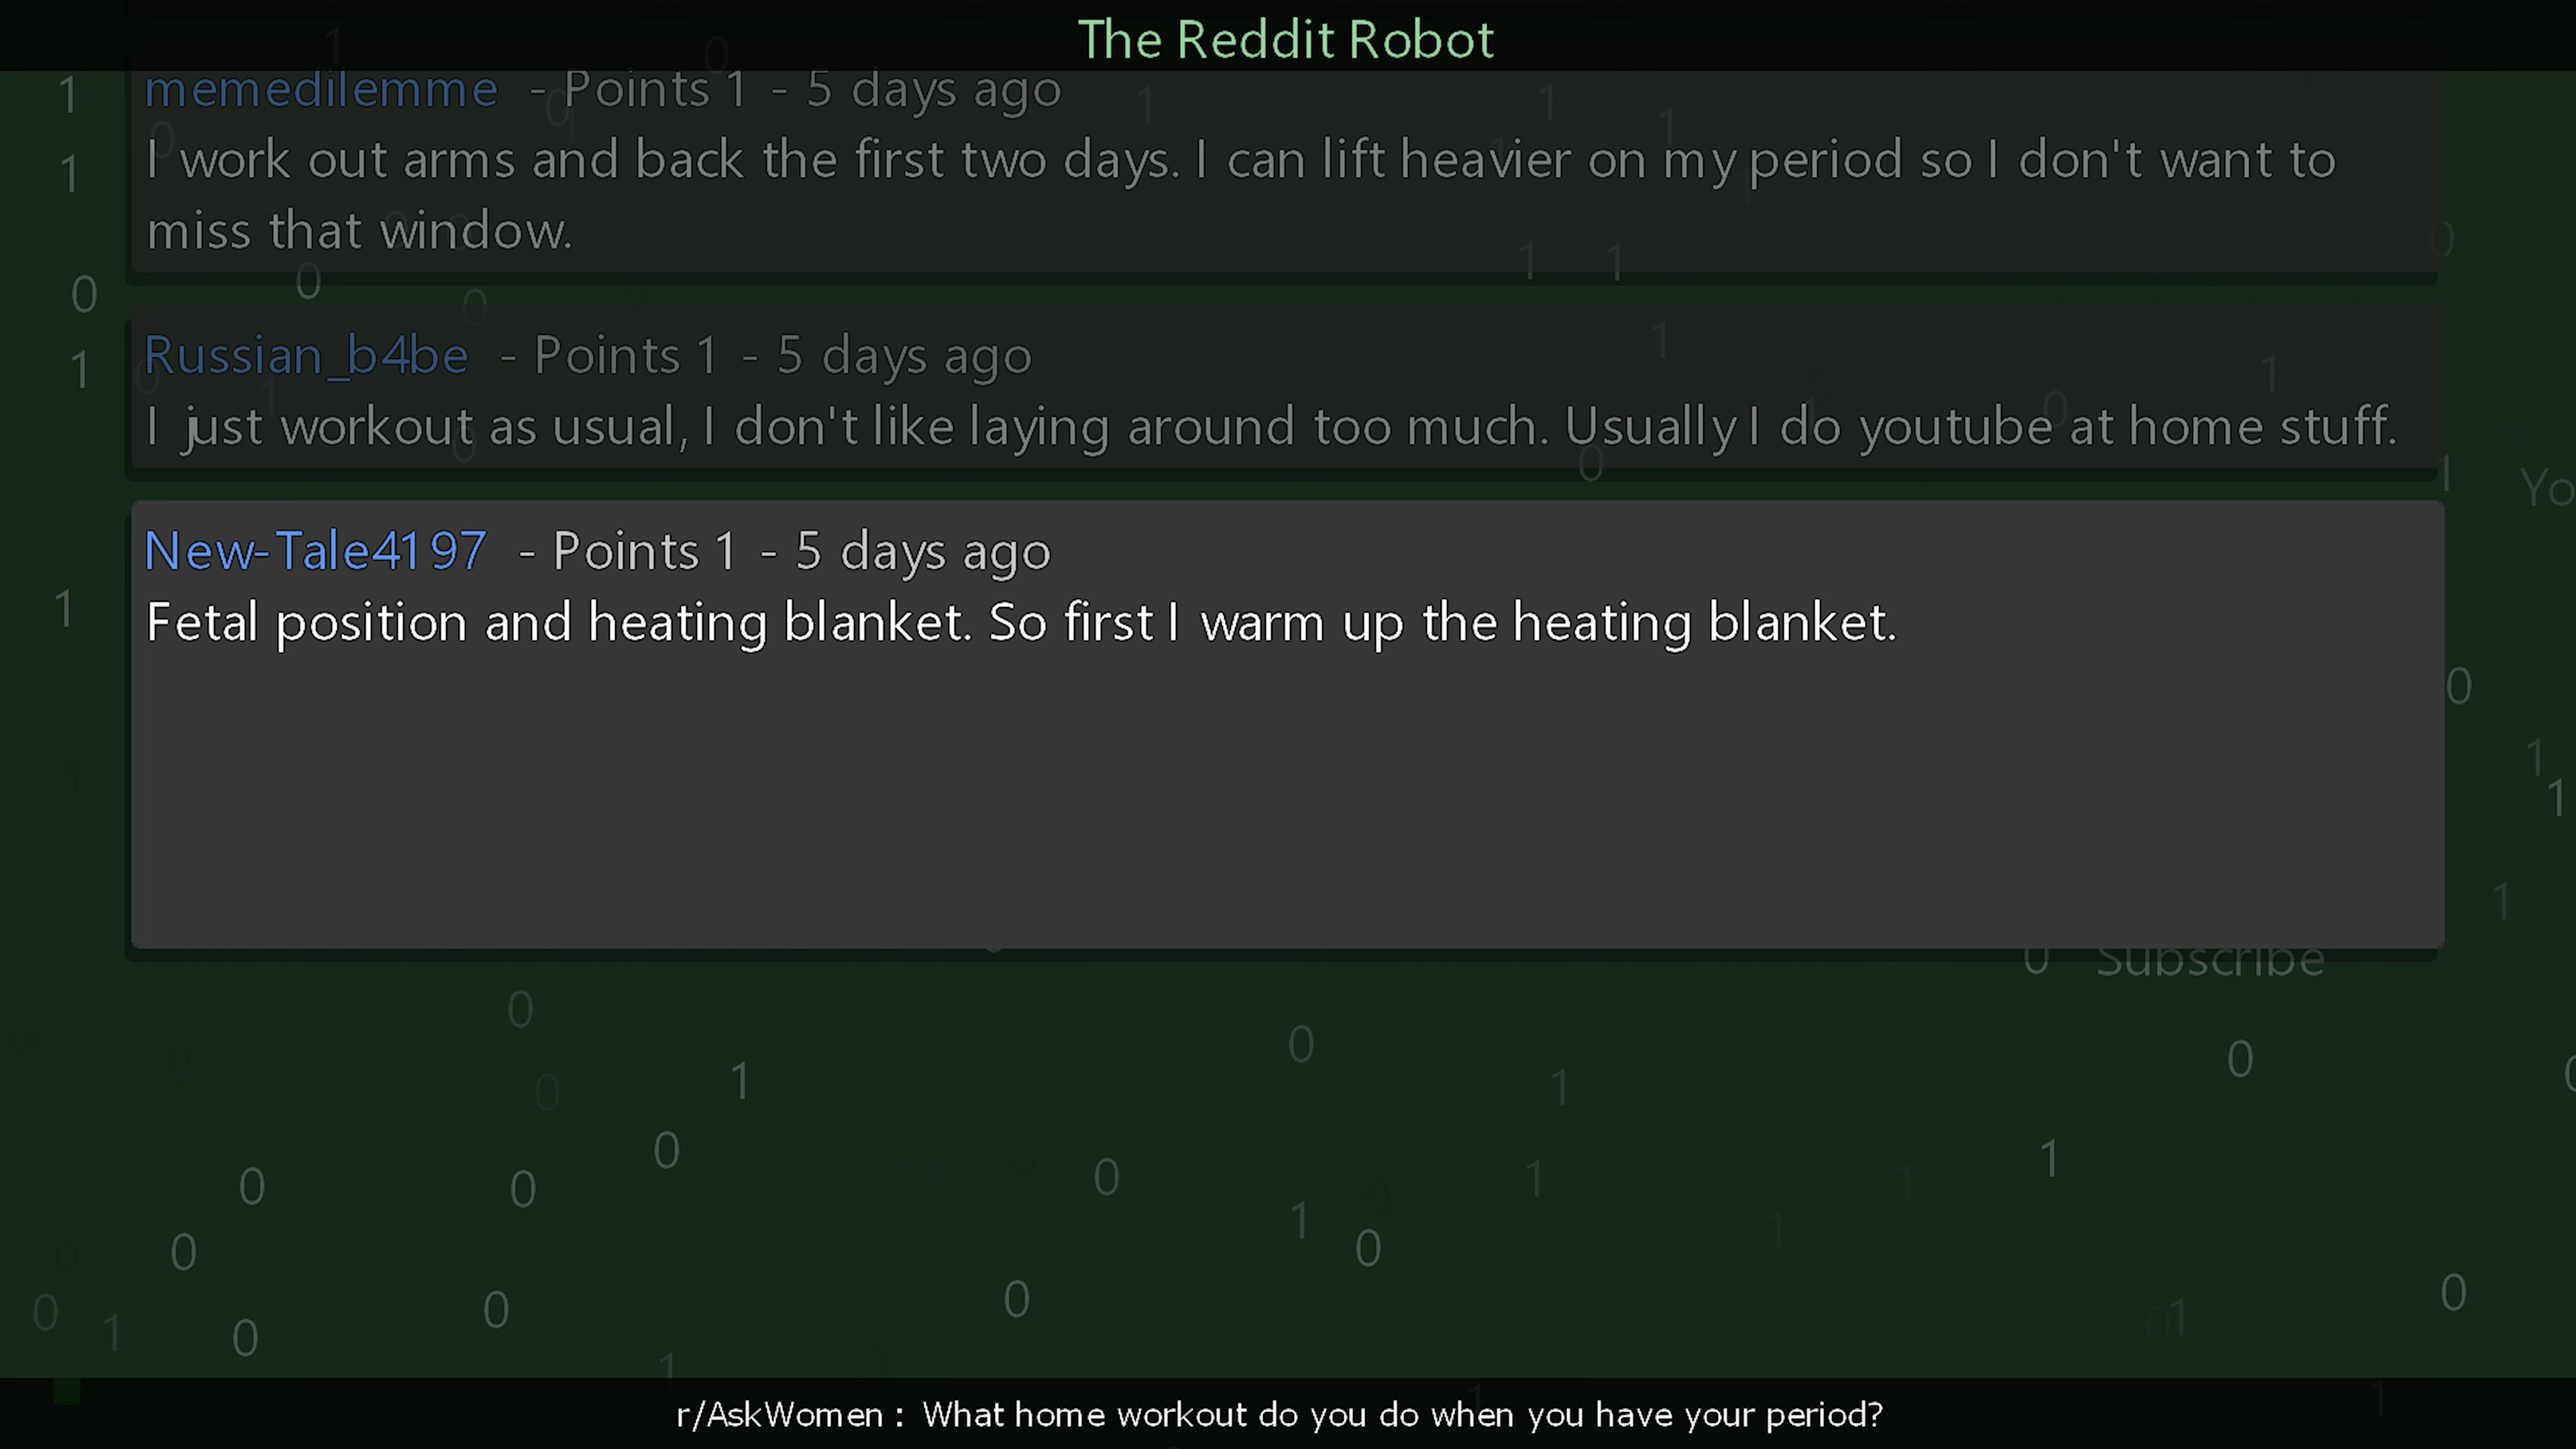 The Reddit Robot
memedilemme - Points 1 - 5 days ago
I work out arms and back the first two days. I can lift heavier on my period so I don't want to
miss that window.
Russian_b4be - Points 1 - 5 days ago
I just workout as usual, I don't like laying around too much. Usually I do youtube at home stuff.
New-Tale4197 - Points 1 - 5 days ago
Fetal position and heating blanket. So first I warm up the heating blanket.
Subscribe
r/AskWomen : What home workout do you do when you have your period?